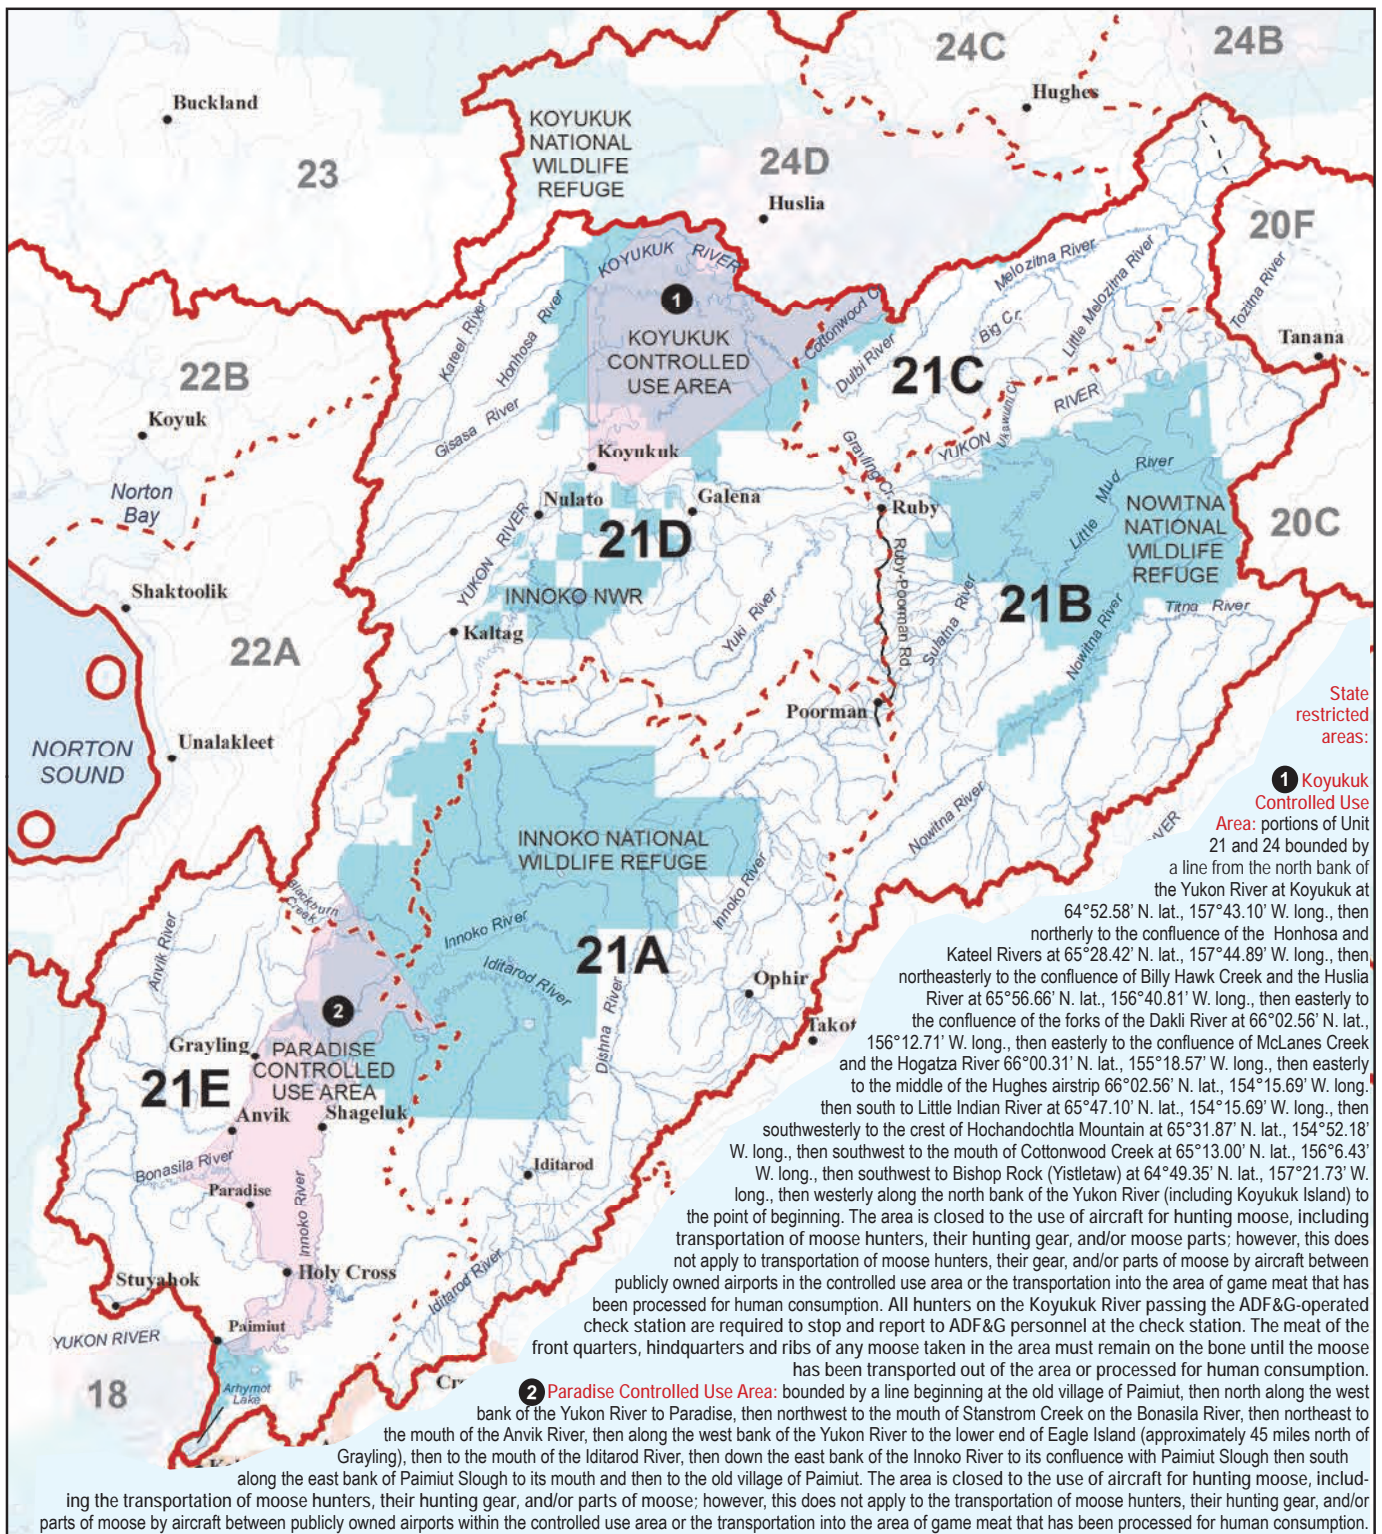 24C
24B
Hughes
Buckland
KOYUKUK
NATIONAL
WILDLIFE
REFUGE
23
24D
Huslia
20F
KOYUKUK RIVER
Melozitna River
Tozitna River
1
Kateel River
Honhosa River
Cottonwood Cr.
Big Cr.
Little Melozitna River
KOYUKUK
CONTROLLED
USE AREA
Dulbi River
Tanana
22B
21C
Koyuk
Gisasa River
RIVER
Koyukuk
Grayling Cr.
YUKON
Norton
Bay
Nulato
Galena
Ruby
Little Mud River
NOWITNA
NATIONAL
WILDLIFE
REFUGE
20C
21D
YUKON RIVER
Ruby-Poorman Rd.
Shaktoolik
INNOKO NWR
21B
Titna River
Kaltag
Yuki River
Sulatna River
Nowitna River
22A
Poorman
State
restricted
areas:
NORTON
SOUND
Unalakleet
1 Koyukuk
Controlled Use
INNOKO NATIONAL
WILDLIFE REFUGE
Nowitna River
VER
Area: portions of Unit
21 and 24 bounded by
a line from the north bank of
the Yukon River at Koyukuk at
64°52.58' N. lat., 157°43.10' W. long., then
northerly to the confluence of the Honhosa and
Kateel Rivers at 65°28.42' N. lat., 157°44.89' W. long., then
northeasterly to the confluence of Billy Hawk Creek and the Huslia
River at 65°56.66' N. lat., 156°40.81' W. long., then easterly to
the confluence of the forks of the Dakli River at 66°02.56' N. lat.,
156°12.71' W. long., then easterly to the confluence of McLanes Creek
and the Hogatza River 66°00.31' N. lat., 155°18.57' W. long., then easterly
to the middle of the Hughes airstrip 66°02.56' N. lat., 154°15.69' W. long.
then south to Little Indian River at 65°47.10' N. lat., 154°15.69' W. long., then
southwesterly to the crest of Hochandochtla Mountain at 65°31.87' N. lat., 154°52.18'
W. long., then southwest to the mouth of Cottonwood Creek at 65°13.00' N. lat., 156°6.43'
W. long., then southwest to Bishop Rock (Yistletaw) at 64°49.35' N. lat., 157°21.73' W.
long., then westerly along the north bank of the Yukon River (including Koyukuk Island) to
the point of beginning. The area is closed to the use of aircraft for hunting moose, including
transportation of moose hunters, their hunting gear, and/or moose parts; however, this does
not apply to transportation of moose hunters, their gear, and/or parts of moose by aircraft between
publicly owned airports in the controlled use area or the transportation into the area of game meat that has
been processed for human consumption. All hunters on the Koyukuk River passing the ADF&G-operated
check station are required to stop and report to ADF&G personnel at the check station. The meat of the
front quarters, hindquarters and ribs of any moose taken in the area must remain on the bone until the moose
has been transported out of the area or processed for human consumption.
Blackburn
Creek
Anvik River
Innoko River
Innoko River
Iditarod River
21A
Ophir
2
Dishna River
Takot
Grayling
PARADISE
CONTROLLED
USE AREA
21E
Anvik
Shageluk
Bonasila River
Iditarod
Paradise
Innoko River
Stuyahok
Holy Cross
Iditarod River
YUKON RIVER
Paimiut
18
Arhymot
Lake
Cr
2 Paradise Controlled Use Area: bounded by a line beginning at the old village of Paimiut, then north along the west
bank of the Yukon River to Paradise, then northwest to the mouth of Stanstrom Creek on the Bonasila River, then northeast to
the mouth of the Anvik River, then along the west bank of the Yukon River to the lower end of Eagle Island (approximately 45 miles north of
Grayling), then to the mouth of the Iditarod River, then down the east bank of the Innoko River to its confluence with Paimiut Slough then south
along the east bank of Paimiut Slough to its mouth and then to the old village of Paimiut. The area is closed to the use of aircraft for hunting moose, includ-
ing the transportation of moose hunters, their hunting gear, and/or parts of moose; however, this does not apply to the transportation of moose hunters, their hunting gear, and/or
parts of moose by aircraft between publicly owned airports within the controlled use area or the transportation into the area of game meat that has been processed for human consumption.